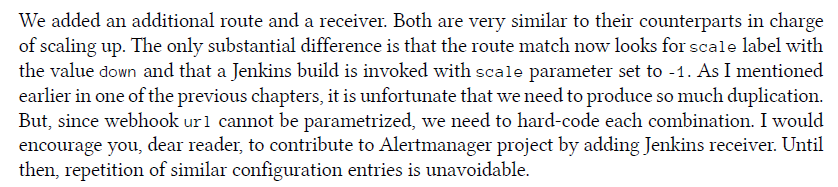 We added an additional route and a receiver. Both are very similar to their counterparts in charge
of scaling up. The only substantial difference is that the route match now looks for scale label with
the value down and that a Jenkins build is invoked with scale parameter set to -1. As I mentioned
earlier in one of the previous chapters, it is unfortunate that we need to produce so much duplication.
But, since webhook url cannot be parametrized, we need to hard-code each combination. I would
encourage you, dear reader, to contribute to Alertmanager project by adding Jenkins receiver. Until
then, repetition of similar configuration entries is unavoidable.